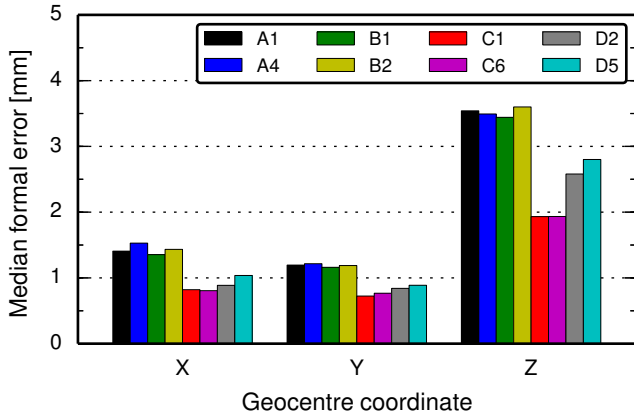 5
4
3
2
1
0
Median formal error [mm]
A1 B1 C1 D2
A4 B2 C6 D5
X Y Z
Geocentre coordinate